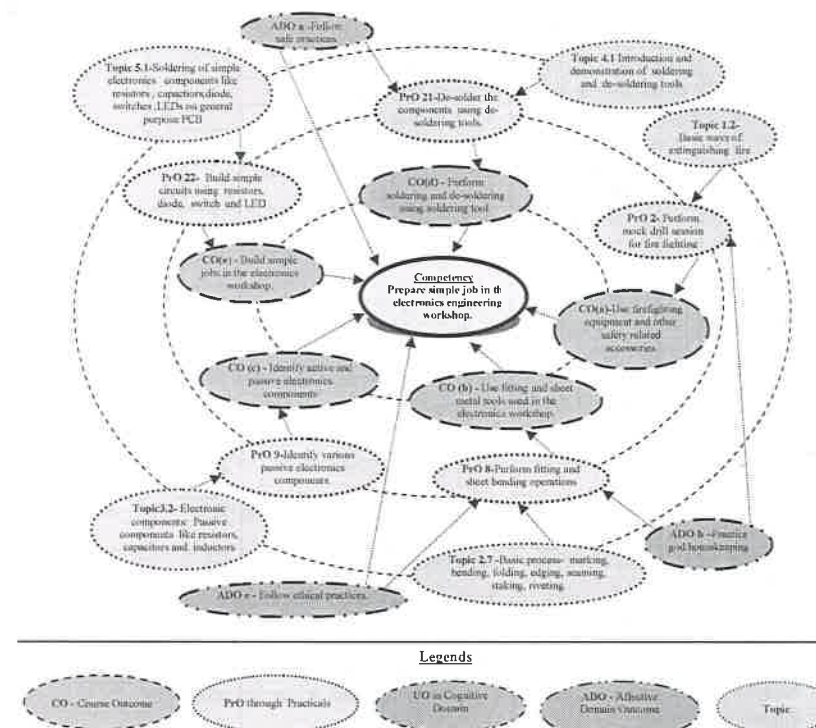 ADO a -Follow
safe practices
Topic 5.1-Soldering of simple
electronics components like
resistors, capactiors,diode,
switches ,LEDs on general
purpose PCB
Topic 4.1 Introduction and
demonstration of soldering
and de-soldering tools
PrO 21-De-solder the
components using de-
soldering tools.
Topic 1.2-
Basic ways of
extinguishing fire
PrO 22- Build simple
circuits using resistors,
diode, switch and LED
CO(d) - Perform
soldering and de-soldering
using soldering tool
PrO 2- Perform
mock drill session
for fire fighting
CO(e) - Build simple
jobs in the electronics
workshop.
Competency
Prepare simple job in th
electronics engineering
workshop.
CO(a)-Use firefighting
equipment and other
safety related
accessories
CO (c) - Identify active and
passive electronics
components
CO (b) - Use fitting and sheet
metal tools used in the
electronics workshop.
PrO 9-Identify various
passive electronics
components.
PrO 8-Perform fitting and
sheet bending operations
Topic3.2- Electronic
components: Passive
components like resistors,
capacitors and inductors
ADO b -Practice
god housekeeping
Topic 2.7 -Basic process- marking,
bending, folding, edging, seaming,
staking, riveting.
ADO e - Follow ethical practices.
Legends
CO - Course Outcome
PrO through Practicals
UO in Cognitive
Domain
ADO - Affective
Domain Outcome
Topic